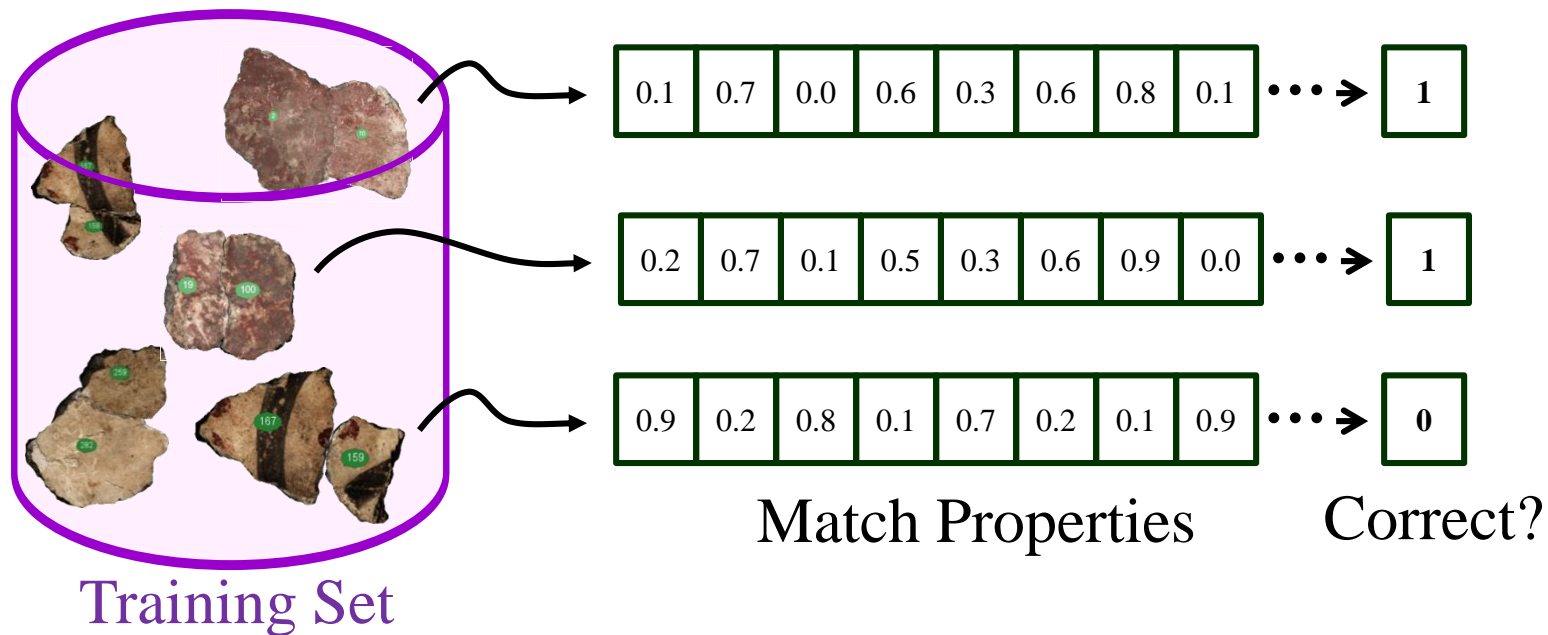 0.1 0.7 0.0 0.6 0.3 0.6 0.8 0.1 ••• 1
0.2 0.7 0.1 0.5 0.3 0.6 0.9 0.0 ••• 1
19 100
259
167
159
0.9 0.2 0.8 0.1 0.7 0.2 0.1 0.9 ••• 0
Match Properties
Correct?
Training Set